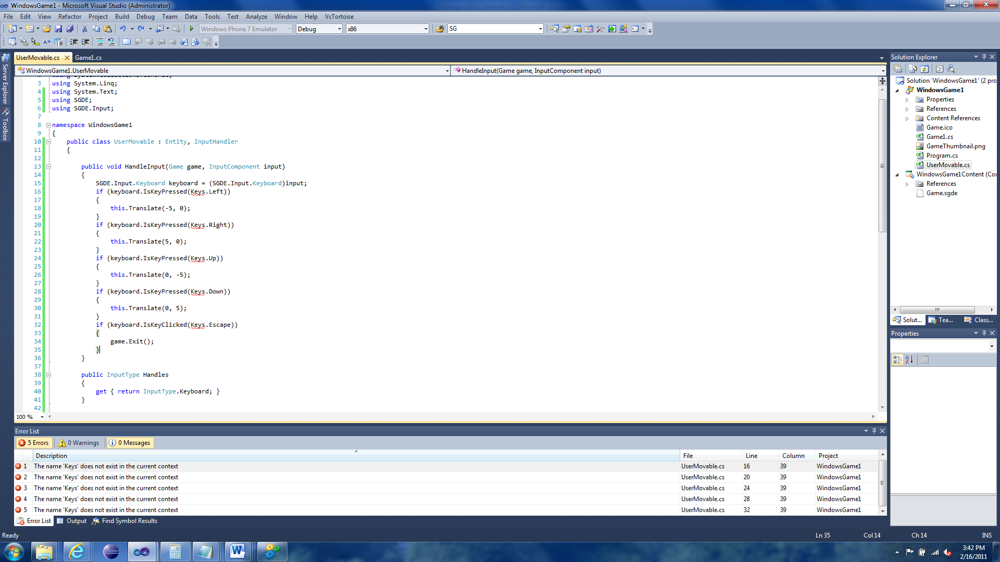 WindowsGame1 - Microsoft Visual Studio (Administrator)
File Edit View Refactor Project Build Debug Team Data Tools Test Analyze Window Help VsTortoise
Windows Phone 7 Emulator Debug x86 SG
UserMovable.cs Game1.cs
WindowsGame1.UserMovable HandleInput(Game game, InputComponent input)
Server Explorer
Toolbox
3 using System.Linq;
4 using System.Text;
5 using SGDE;
6 using SGDE.Input;
7
8 namespace WindowsGame1
9 {
10 public class UserMovable : Entity, InputHandler
11 {
12
13 public void HandleInput(Game game, InputComponent input)
14 {
15 SGDE.Input.Keyboard keyboard = (SGDE.Input.Keyboard)input;
16 if (keyboard.IsKeyPressed(Keys.Left))
17 {
18 this.Translate(-5, 0);
19 }
20 if (keyboard.IsKeyPressed(Keys.Right))
21 {
22 this.Translate(5, 0);
23 }
24 if (keyboard.IsKeyPressed(Keys.Up))
25 {
26 this.Translate(0, -5);
27 }
28 if (keyboard.IsKeyPressed(Keys.Down))
29 {
30 this.Translate(0, 5);
31 }
32 if (keyboard.IsKeyClicked(Keys.Escape))
33 {
34 game.Exit();
35 }
36 }
37
38 public InputType Handles
39 {
40 get { return InputType.Keyboard; }
41 }
42
100 %
Solution Explorer
Solution 'WindowsGame1' (2 pro
WindowsGame1
Properties
References
Content References
Game.ico
Game1.cs
GameThumbnail.png
Program.cs
UserMovable.cs
WindowsGame1Content (Co
References
Game.sgde
Solut... Tea... Class...
Properties
Error List
5 Errors 0 Warnings 0 Messages
Description File Line Column Project
1 The name 'Keys' does not exist in the current context UserMovable.cs 16 39 WindowsGame1
2 The name 'Keys' does not exist in the current context UserMovable.cs 20 39 WindowsGame1
3 The name 'Keys' does not exist in the current context UserMovable.cs 24 39 WindowsGame1
4 The name 'Keys' does not exist in the current context UserMovable.cs 28 39 WindowsGame1
5 The name 'Keys' does not exist in the current context UserMovable.cs 32 39 WindowsGame1
Error List Output Find Symbol Results
Ready Ln 35 Col 14 Ch 14 INS
3:42 PM
2/16/2011